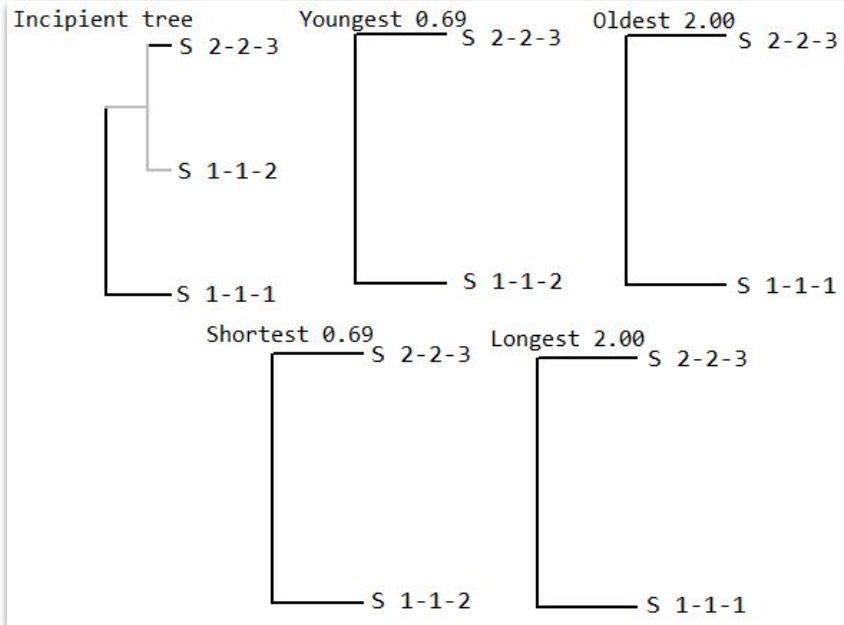 Incipient tree
S 2-2-3
S 1-1-2
S 1-1-1
Youngest 0.69
S 2-2-3
S 1-1-2
Oldest 2.00
S 2-2-3
S 1-1-1
Shortest 0.69
S 2-2-3
S 1-1-2
Longest 2.00
S 2-2-3
S 1-1-1